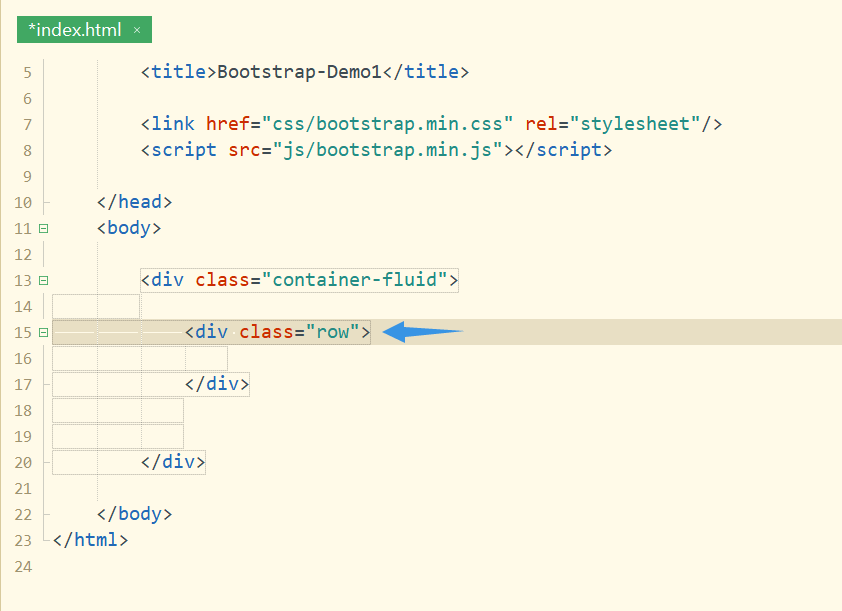 *index.html ×
5 <title>Bootstrap-Demo1</title>
6
7 <link href="css/bootstrap.min.css" rel="stylesheet"/>
8 <script src="js/bootstrap.min.js"></script>
9
10 </head>
11 <body>
12
13 <div class="container-fluid">
14
15 <div class="row">
16
17 </div>
18
19
20 </div>
21
22 </body>
23 </html>
24